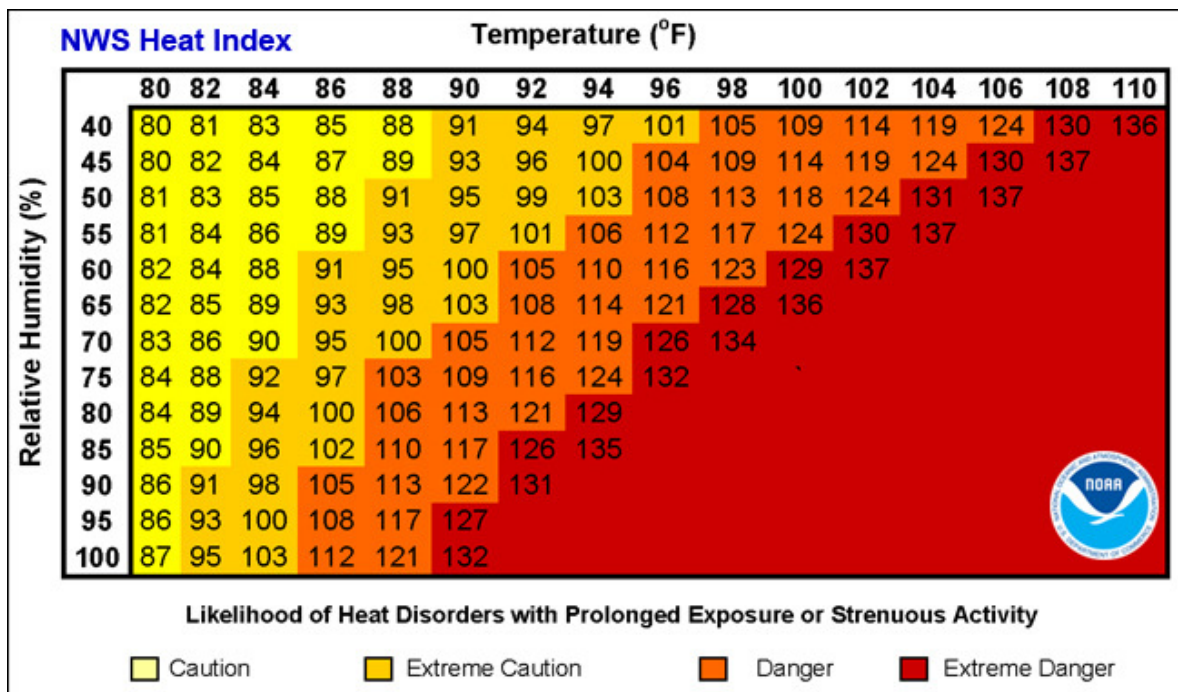 NWS Heat Index Temperature (°F)
80 82 84 86 88 90 92 94 96 98 100 102 104 106 108 110
40 80 81 83 85 88 91 94 97 101 105 109 114 119 124 130 136
45 80 82 84 87 89 93 96 100 104 109 114 119 124 130 137
50 81 83 85 88 91 95 99 103 108 113 118 124 131 137
55 81 84 86 89 93 97 101 106 112 117 124 130 137
60 82 84 88 91 95 100 105 110 116 123 129 137
65 82 85 89 93 98 103 108 114 121 128 136
70 83 86 90 95 100 105 112 119 126 134
75 84 88 92 97 103 109 116 124 132
80 84 89 94 100 106 113 121 129
85 85 90 96 102 110 117 126 135
90 86 91 98 105 113 122 131
95 86 93 100 108 117 127
100 87 95 103 112 121 132
Relative Humidity (%)
NOAA
NATIONAL OCEANIC AND ATMOSPHERIC ADMINISTRATION
U.S. DEPARTMENT OF COMMERCE
Likelihood of Heat Disorders with Prolonged Exposure or Strenuous Activity
Caution Extreme Caution Danger Extreme Danger